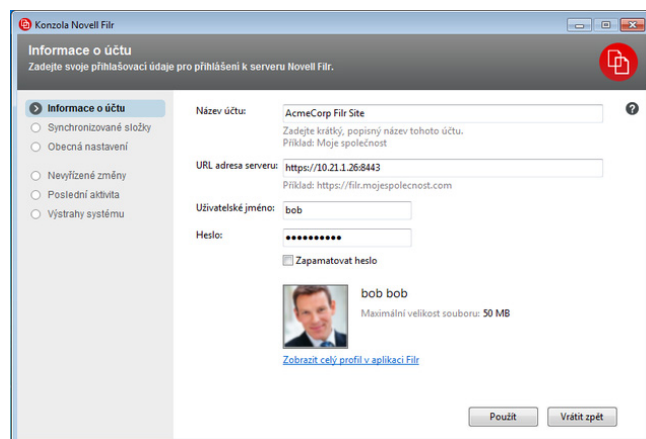 Konzola Novell Filr
Informace o účtu
Zadejte svoje přihlašovací údaje pro přihlášení k serveru Novell Filr.
Informace o účtu
Synchronizované složky
Obecná nastavení
Nevyřízené změny
Poslední aktivita
Výstrahy systému
Název účtu:
AcmeCorp Filr Site
Zadejte krátký, popisný název tohoto účtu.
Příklad: Moje společnost
URL adresa serveru:
https://10.21.1.26:8443
Příklad: https://filr.mojespolecnost.com
Uživatelské jméno:
bob
Heslo:
••••••••••
Zapamatovat heslo
bob bob
Maximální velikost souboru: 50 MB
Zobrazit celý profil v aplikaci Filr
Použít
Vrátit zpět